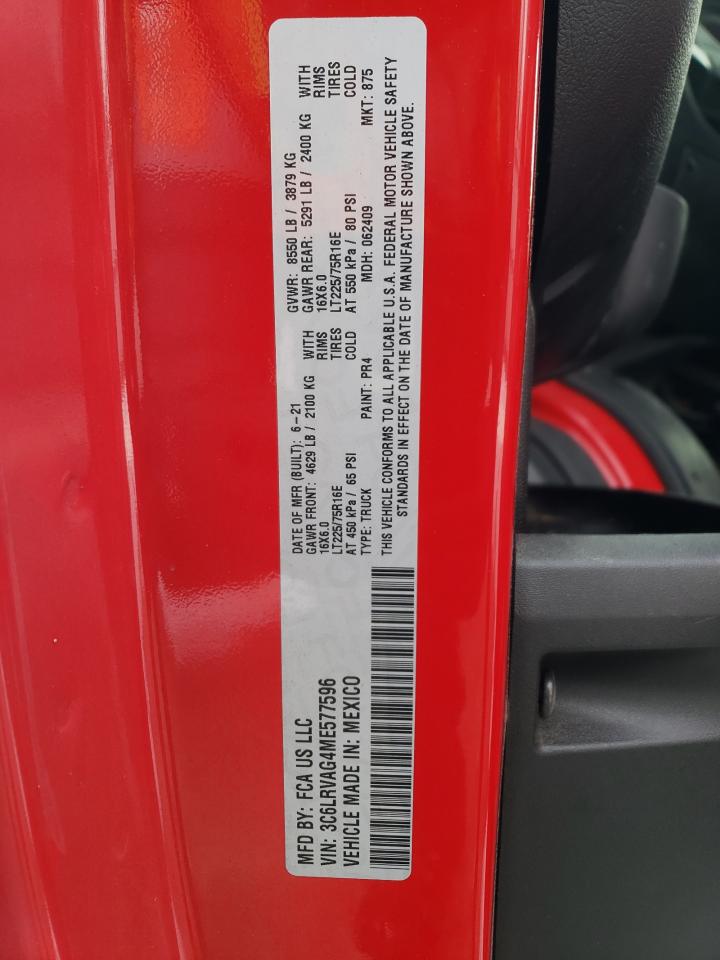 MFD BY: FCA US LLC
VIN: 3C6LRVAG4ME577596
VEHICLE MADE IN: MEXICO
DATE OF MFR (BUILT): 6-21 GVWR: 8550 LB / 3879 KG
GAWR FRONT: 4629 LB / 2100 KG WITH GAWR REAR: 5291 LB / 2400 KG WITH
16X6.0 RIMS 16X6.0 RIMS
LT225/75R16E TIRES LT225/75R16E TIRES
AT 450 kPa / 65 PSI COLD AT 550 kPa / 80 PSI COLD
TYPE: TRUCK PAINT: PR4 MDH: 062409 MKT: 875
THIS VEHICLE CONFORMS TO ALL APPLICABLE U.S.A. FEDERAL MOTOR VEHICLE SAFETY
STANDARDS IN EFFECT ON THE DATE OF MANUFACTURE SHOWN ABOVE.